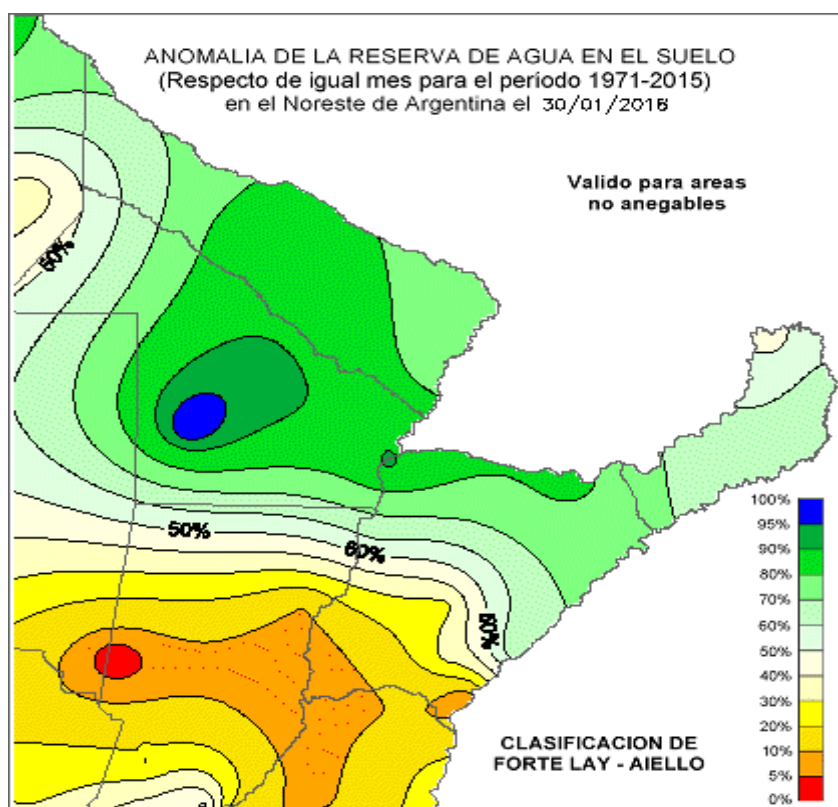 ANOMALIA DE LA RESERVA DE AGUA EN EL SUELO
(Respecto de igual mes para el período 1971-2015)
en el Noreste de Argentina el 30/01/2016
Valido para areas
no anegables
50%
50%
60%
50%
100%
95%
90%
80%
70%
60%
50%
40%
30%
20%
10%
5%
0%
CLASIFICACION DE
FORTE LAY - AIELLO